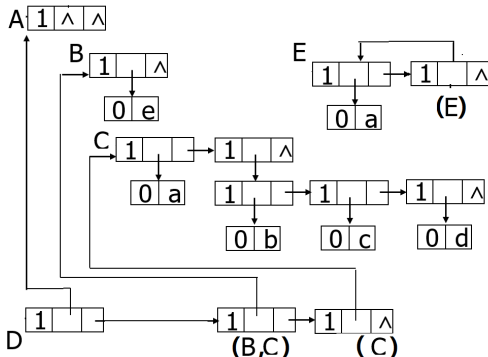 A 1 ^ ^
B 1 ^
E 1 1 ^
(E)
0 e
0 a
C 1 1 ^
0 a
1 1 1 ^
0 b 0 c 0 d
D 1 1 1 ^
(B,C) (C)